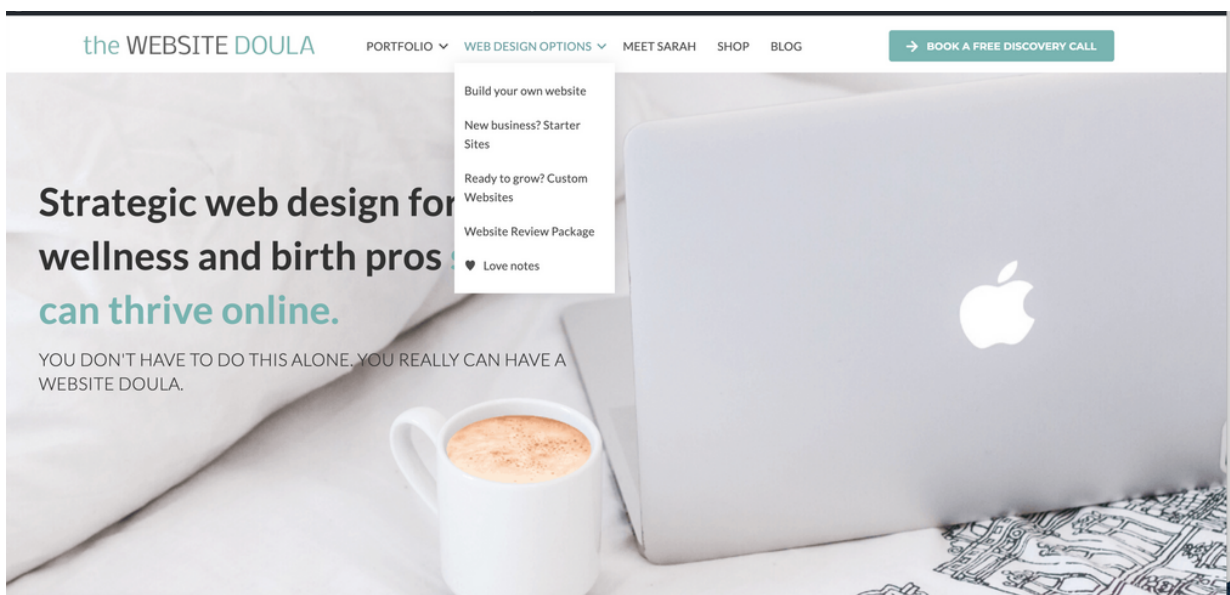 the WEBSITE DOULA
PORTFOLIO
WEB DESIGN OPTIONS
MEET SARAH
SHOP
BLOG
BOOK A FREE DISCOVERY CALL
Build your own website
New business? Starter
Sites
Ready to grow? Custom
Websites
Website Review Package
Love notes
Strategic web design for
wellness and birth pros
can thrive online.
YOU DON'T HAVE TO DO THIS ALONE. YOU REALLY CAN HAVE A
WEBSITE DOULA.